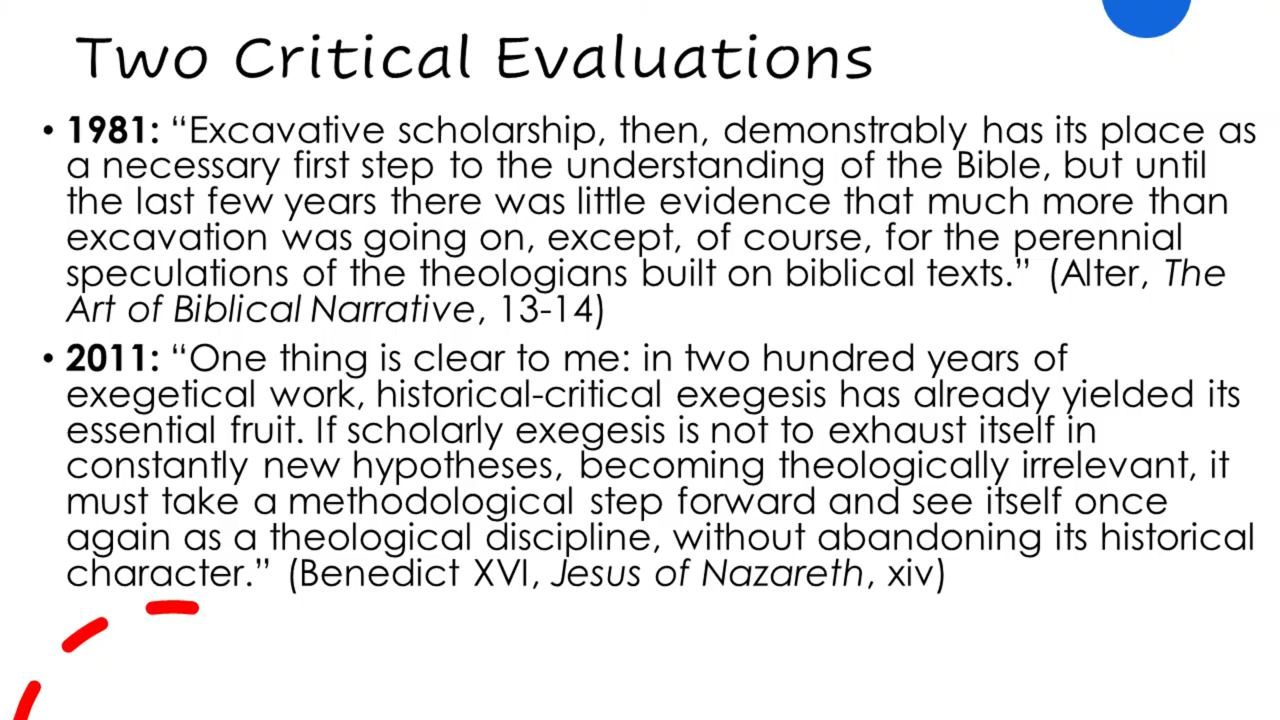 Two Critical Evaluations
• 1981: “Excavative scholarship, then, demonstrably has its place as
a necessary first step to the understanding of the Bible, but until
the last few years there was little evidence that much more than
excavation was going on, except, of course, for the perennial
speculations of the theologians built on biblical texts.” (Alter, The
Art of Biblical Narrative, 13-14)
• 2011: “One thing is clear to me: in two hundred years of
exegetical work, historical-critical exegesis has already yielded its
essential fruit. If scholarly exegesis is not to exhaust itself in
constantly new hypotheses, becoming theologically irrelevant, it
must take a methodological step forward and see itself once
again as a theological discipline, without abandoning its historical
character.” (Benedict XVI, Jesus of Nazareth, xiv)